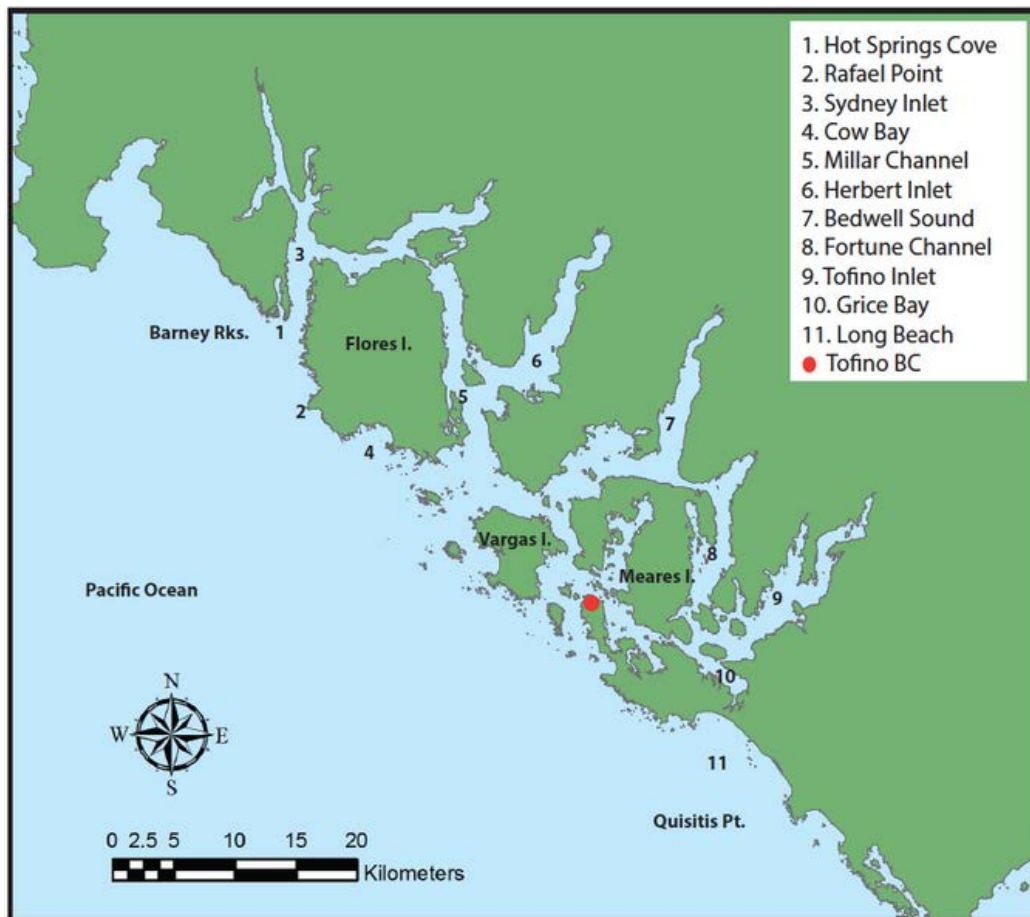 1. Hot Springs Cove
2. Rafael Point
3. Sydney Inlet
4. Cow Bay
5. Millar Channel
6. Herbert Inlet
7. Bedwell Sound
8. Fortune Channel
9. Tofino Inlet
10. Grice Bay
11. Long Beach
Tofino BC
3
Barney Rks.
1
Flores I.
6
2
5
7
4
Vargas I.
8
Meares I.
Pacific Ocean
9
10
N
W E
S
11
Quisitis Pt.
0 2.5 5 10 15 20
Kilometers